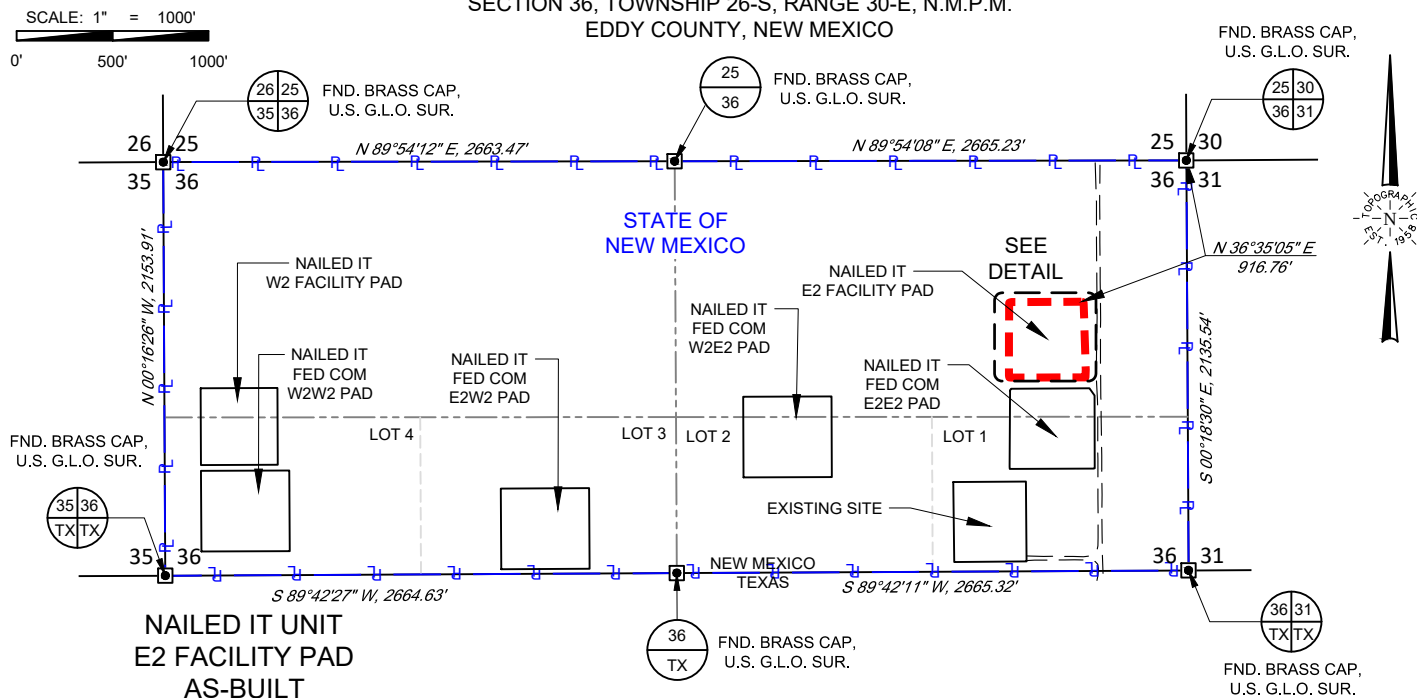 SCALE: 1" = 1000'
0' 500' 1000'
SECTION 36, TOWNSHIP 26-S, RANGE 30-E, N.M.P.M.
EDDY COUNTY, NEW MEXICO
26 25
35 36
FND. BRASS CAP,
U.S. G.L.O. SUR.
25
36
FND. BRASS CAP,
U.S. G.L.O. SUR.
FND. BRASS CAP,
U.S. G.L.O. SUR.
25 30
36 31
26 25
35 36
N 89°54'12" E, 2663.47'
N 89°54'08" E, 2665.23'
25 30
36 31
TOPOGRAPHIC
N
EST. 1958
STATE OF
NEW MEXICO
N 00°16'26" W, 2153.91'
NAILED IT
W2 FACILITY PAD
NAILED IT
FED COM
W2W2 PAD
NAILED IT
FED COM
E2W2 PAD
NAILED IT
FED COM
W2E2 PAD
SEE
DETAIL
NAILED IT
E2 FACILITY PAD
NAILED IT
FED COM
E2E2 PAD
N 36°35'05" E
916.76'
S 00°18'30" E, 2135.54'
LOT 4
LOT 3
LOT 2
LOT 1
FND. BRASS CAP,
U.S. G.L.O. SUR.
35 36
TX TX
EXISTING SITE
35 36
36 31
NEW MEXICO
TEXAS
S 89°42'27" W, 2664.63'
S 89°42'11" W, 2665.32'
NAILED IT UNIT
E2 FACILITY PAD
AS-BUILT
36
TX
FND. BRASS CAP,
U.S. G.L.O. SUR.
36 31
TX TX
FND. BRASS CAP,
U.S. G.L.O. SUR.